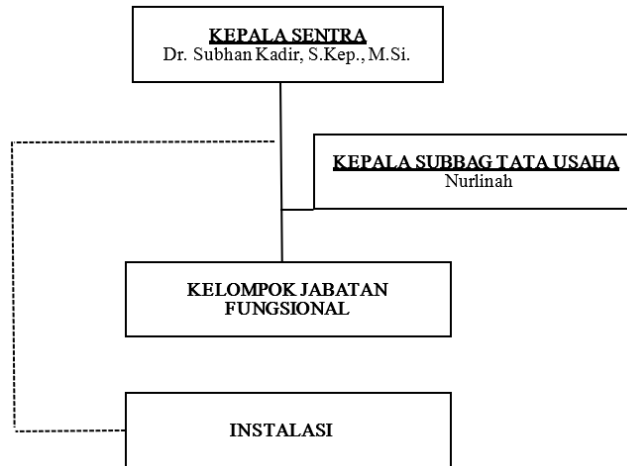 KEPALA SENTRA
Dr. Subhan Kadir, S.Kep., M.Si.
KEPALA SUBBAG TATA USAHA
Nurlinah
KELOMPOK JABATAN
FUNGSIONAL
INSTALASI